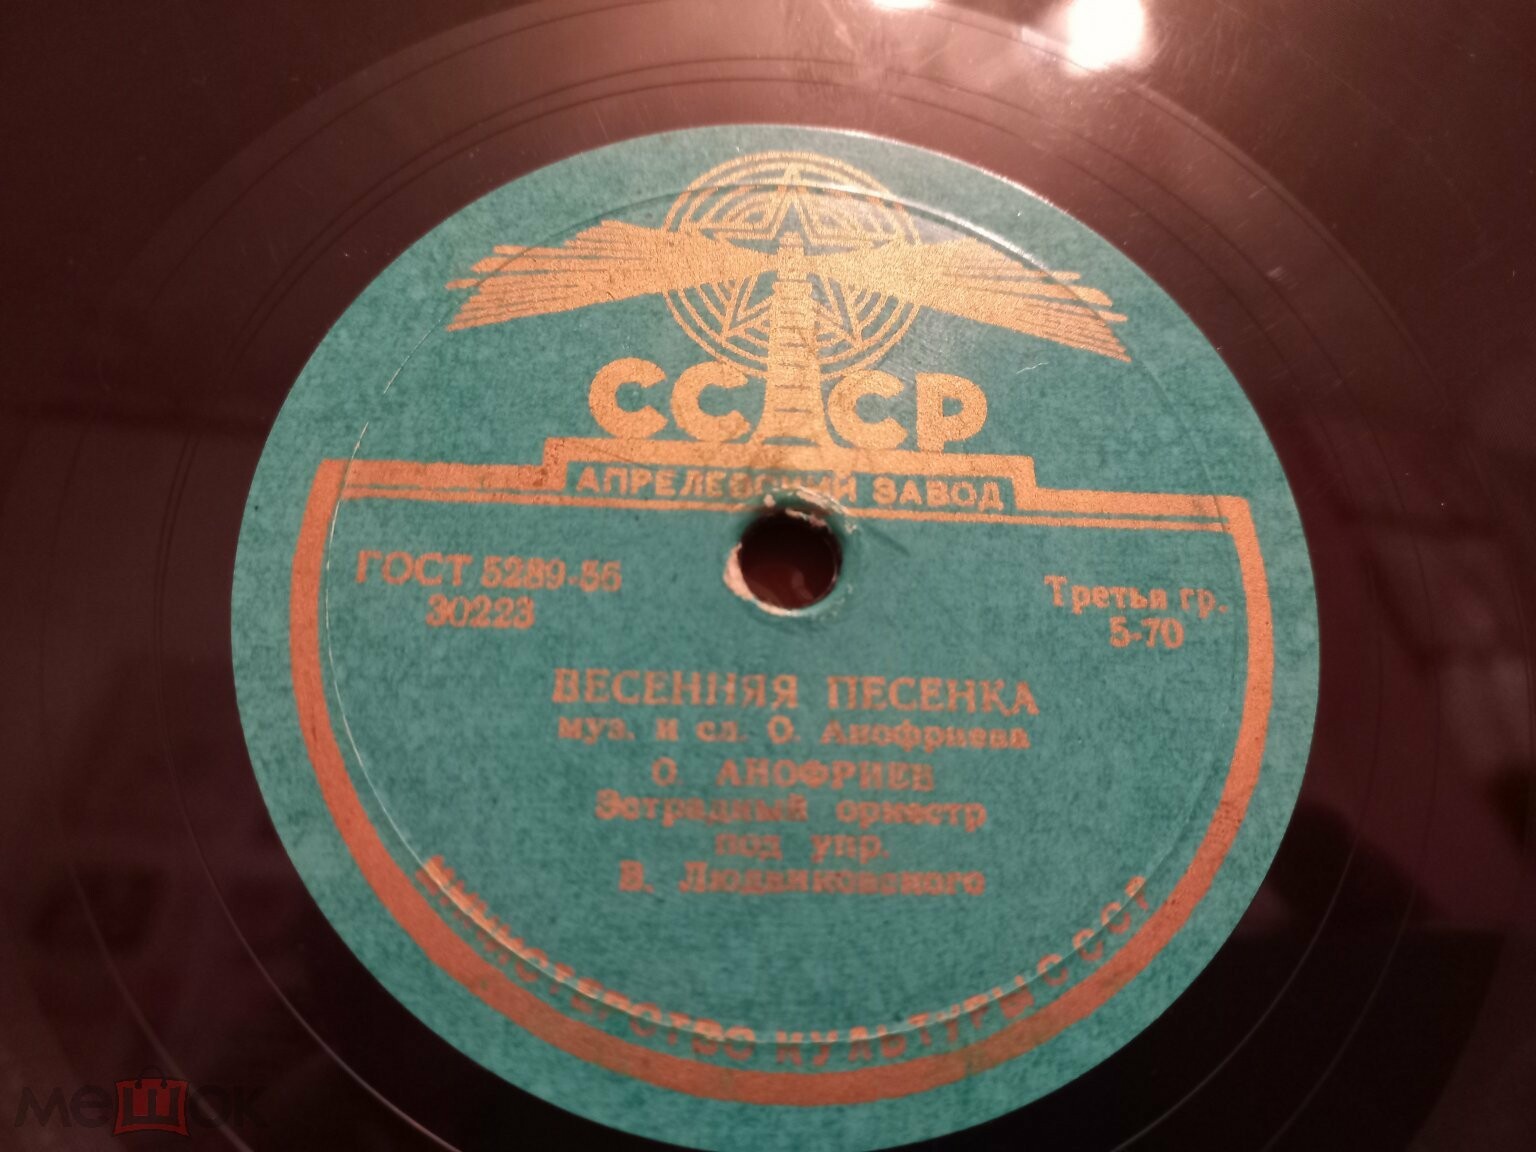 СССР
АПРЕЛЕВСКИЙ ЗАВОД
ГОСТ 5289-56
30223
Третья гр.
5-70
ВЕСЕННЯЯ ПЕСЕНКА
муз. и сл. О. Анофриева
О. АНОФРИЕВ
Эстрадный оркестр
под упр.
В. Людвиковского
МИНИСТЕРСТВО КУЛЬТУРЫ СССР
мешок